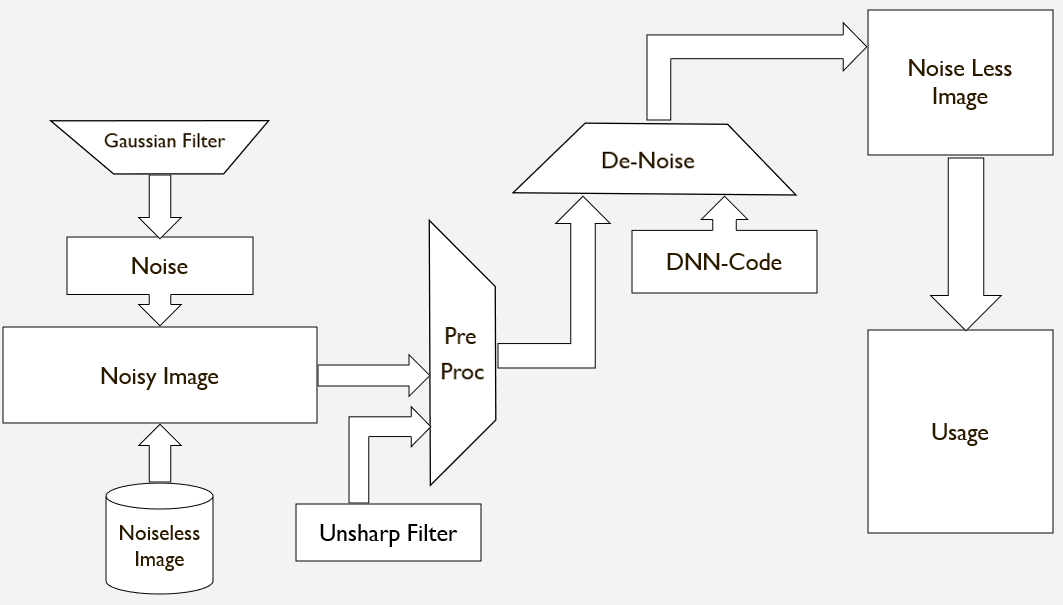 Gaussian Filter
Noise
Noisy Image
Noiseless
Image
Unsharp Filter
Pre
Proc
De-Noise
DNN-Code
Noise Less
Image
Usage